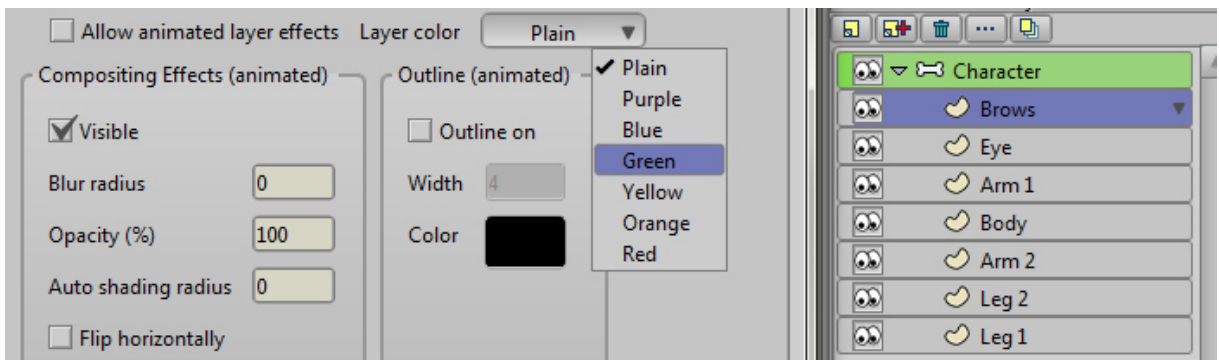 Allow animated layer effects Layer color Plain
Compositing Effects (animated)
Visible
Blur radius 0
Opacity (%) 100
Auto shading radius 0
Flip horizontally
Outline (animated)
Outline on
Width 4
Color
Plain
Purple
Blue
Green
Yellow
Orange
Red
Character
Brows
Eye
Arm 1
Body
Arm 2
Leg 2
Leg 1